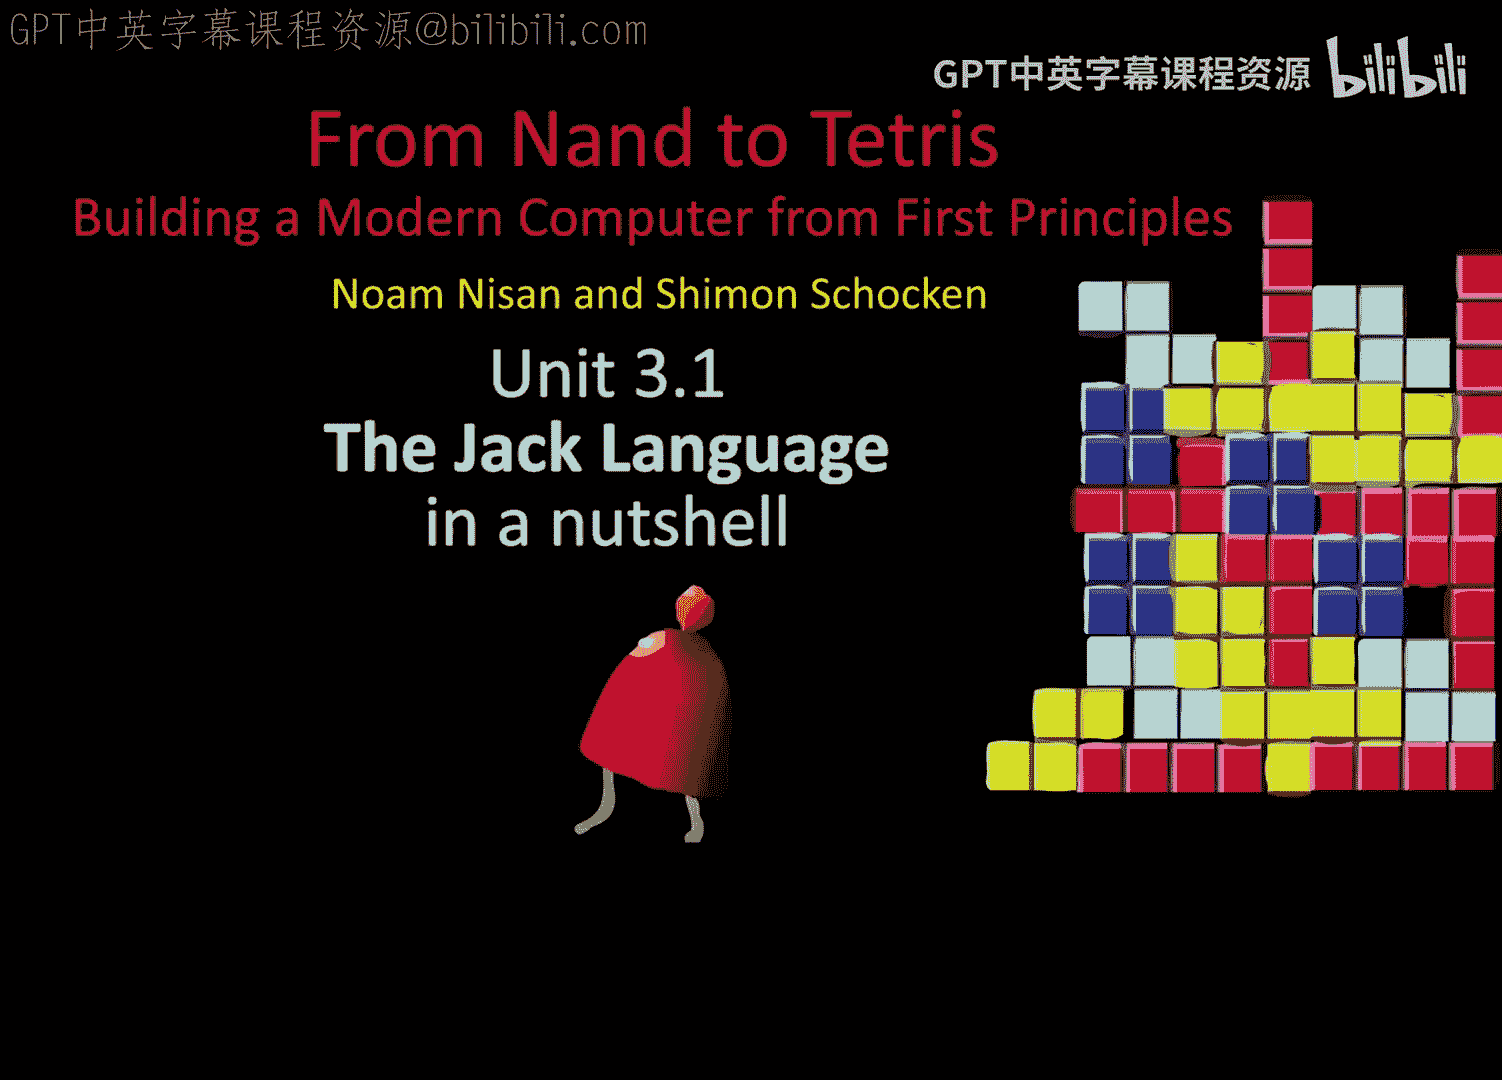 GPT中英字幕课程资源@bilibili.com
GPT中英字幕课程资源 bilibili
From Nand to Tetris
Building a Modern Computer from First Principles
Noam Nisan and Shimon Schocken
Unit 3.1
The Jack Language
in a nutshell